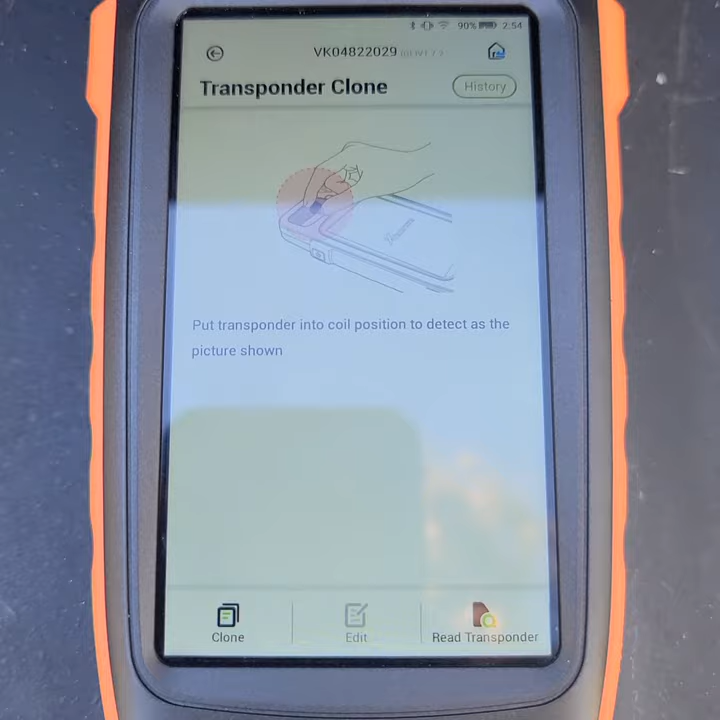 90% 2:54
VK04822029
Transponder Clone
History
Put transponder into coil position to detect as the
picture shown
Clone
Edit
Read Transponder